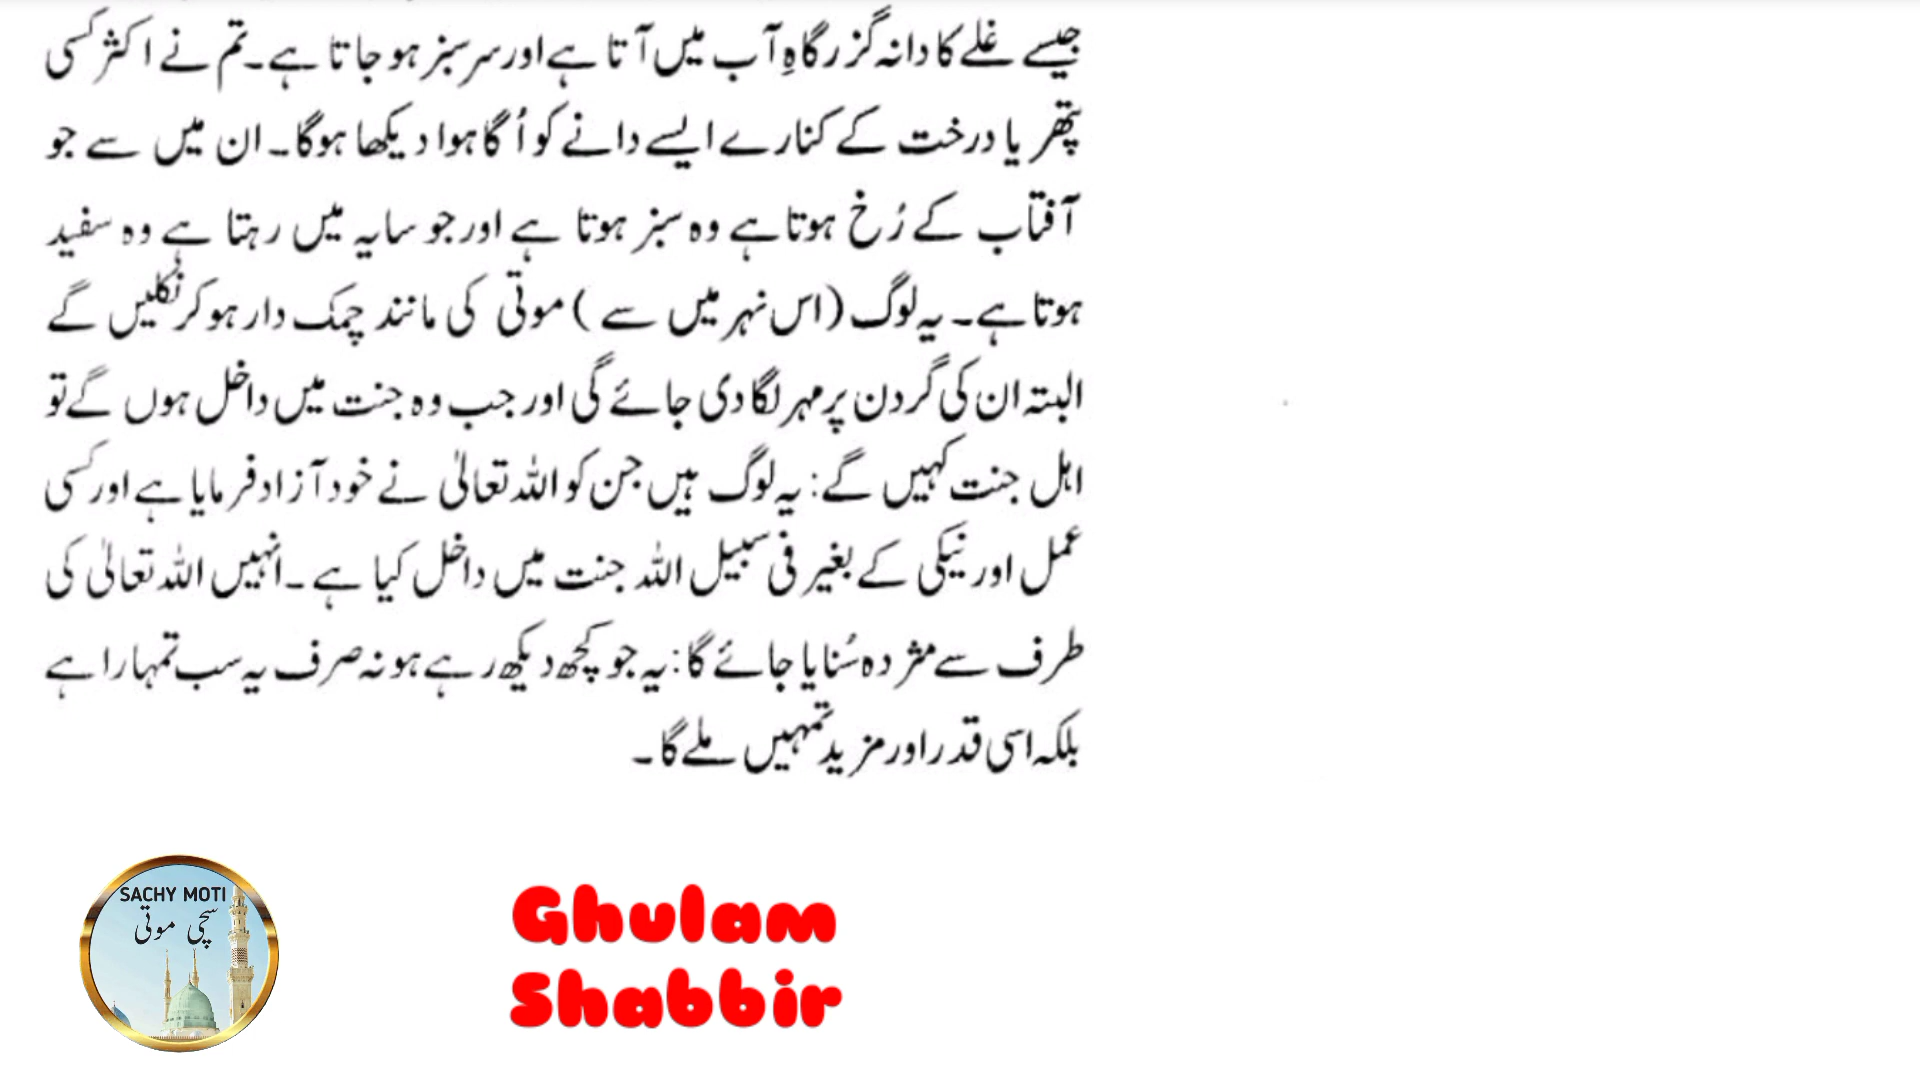 جیسے غلے کا دانہ گزرگاہِ آب میں آتا ہے اور سرسبز ہو جاتا ہے۔ تم نے اکثر کسی
پتھر یا درخت کے کنارے ایسے دانے کو اُگا ہوا دیکھا ہوگا۔ ان میں سے جو
آفتاب کے رُخ ہوتا ہے وہ سبز ہوتا ہے اور جو سایہ میں رہتا ہے وہ سفید
ہوتا ہے۔ یہ لوگ (اس نہر میں سے) موتی کی مانند چمک دار ہو کر نکلیں گے
البتہ ان کی گردن پر مہر لگا دی جائے گی اور جب وہ جنت میں داخل ہوں گے تو
اہل جنت کہیں گے: یہ لوگ ہیں جن کو اللہ تعالیٰ نے خود آزاد فرمایا ہے اور کسی
عمل اور نیکی کے بغیر فی سبیل اللہ جنت میں داخل کیا ہے۔ انہیں اللہ تعالیٰ کی
طرف سے مژدہ سُنایا جائے گا: یہ جو کچھ دیکھ رہے ہو نہ صرف یہ سب تمہارا ہے
بلکہ اسی قدر اور مزید تمہیں ملے گا۔
SACHY MOTI
سچی موتی
Ghulam
Shabbir